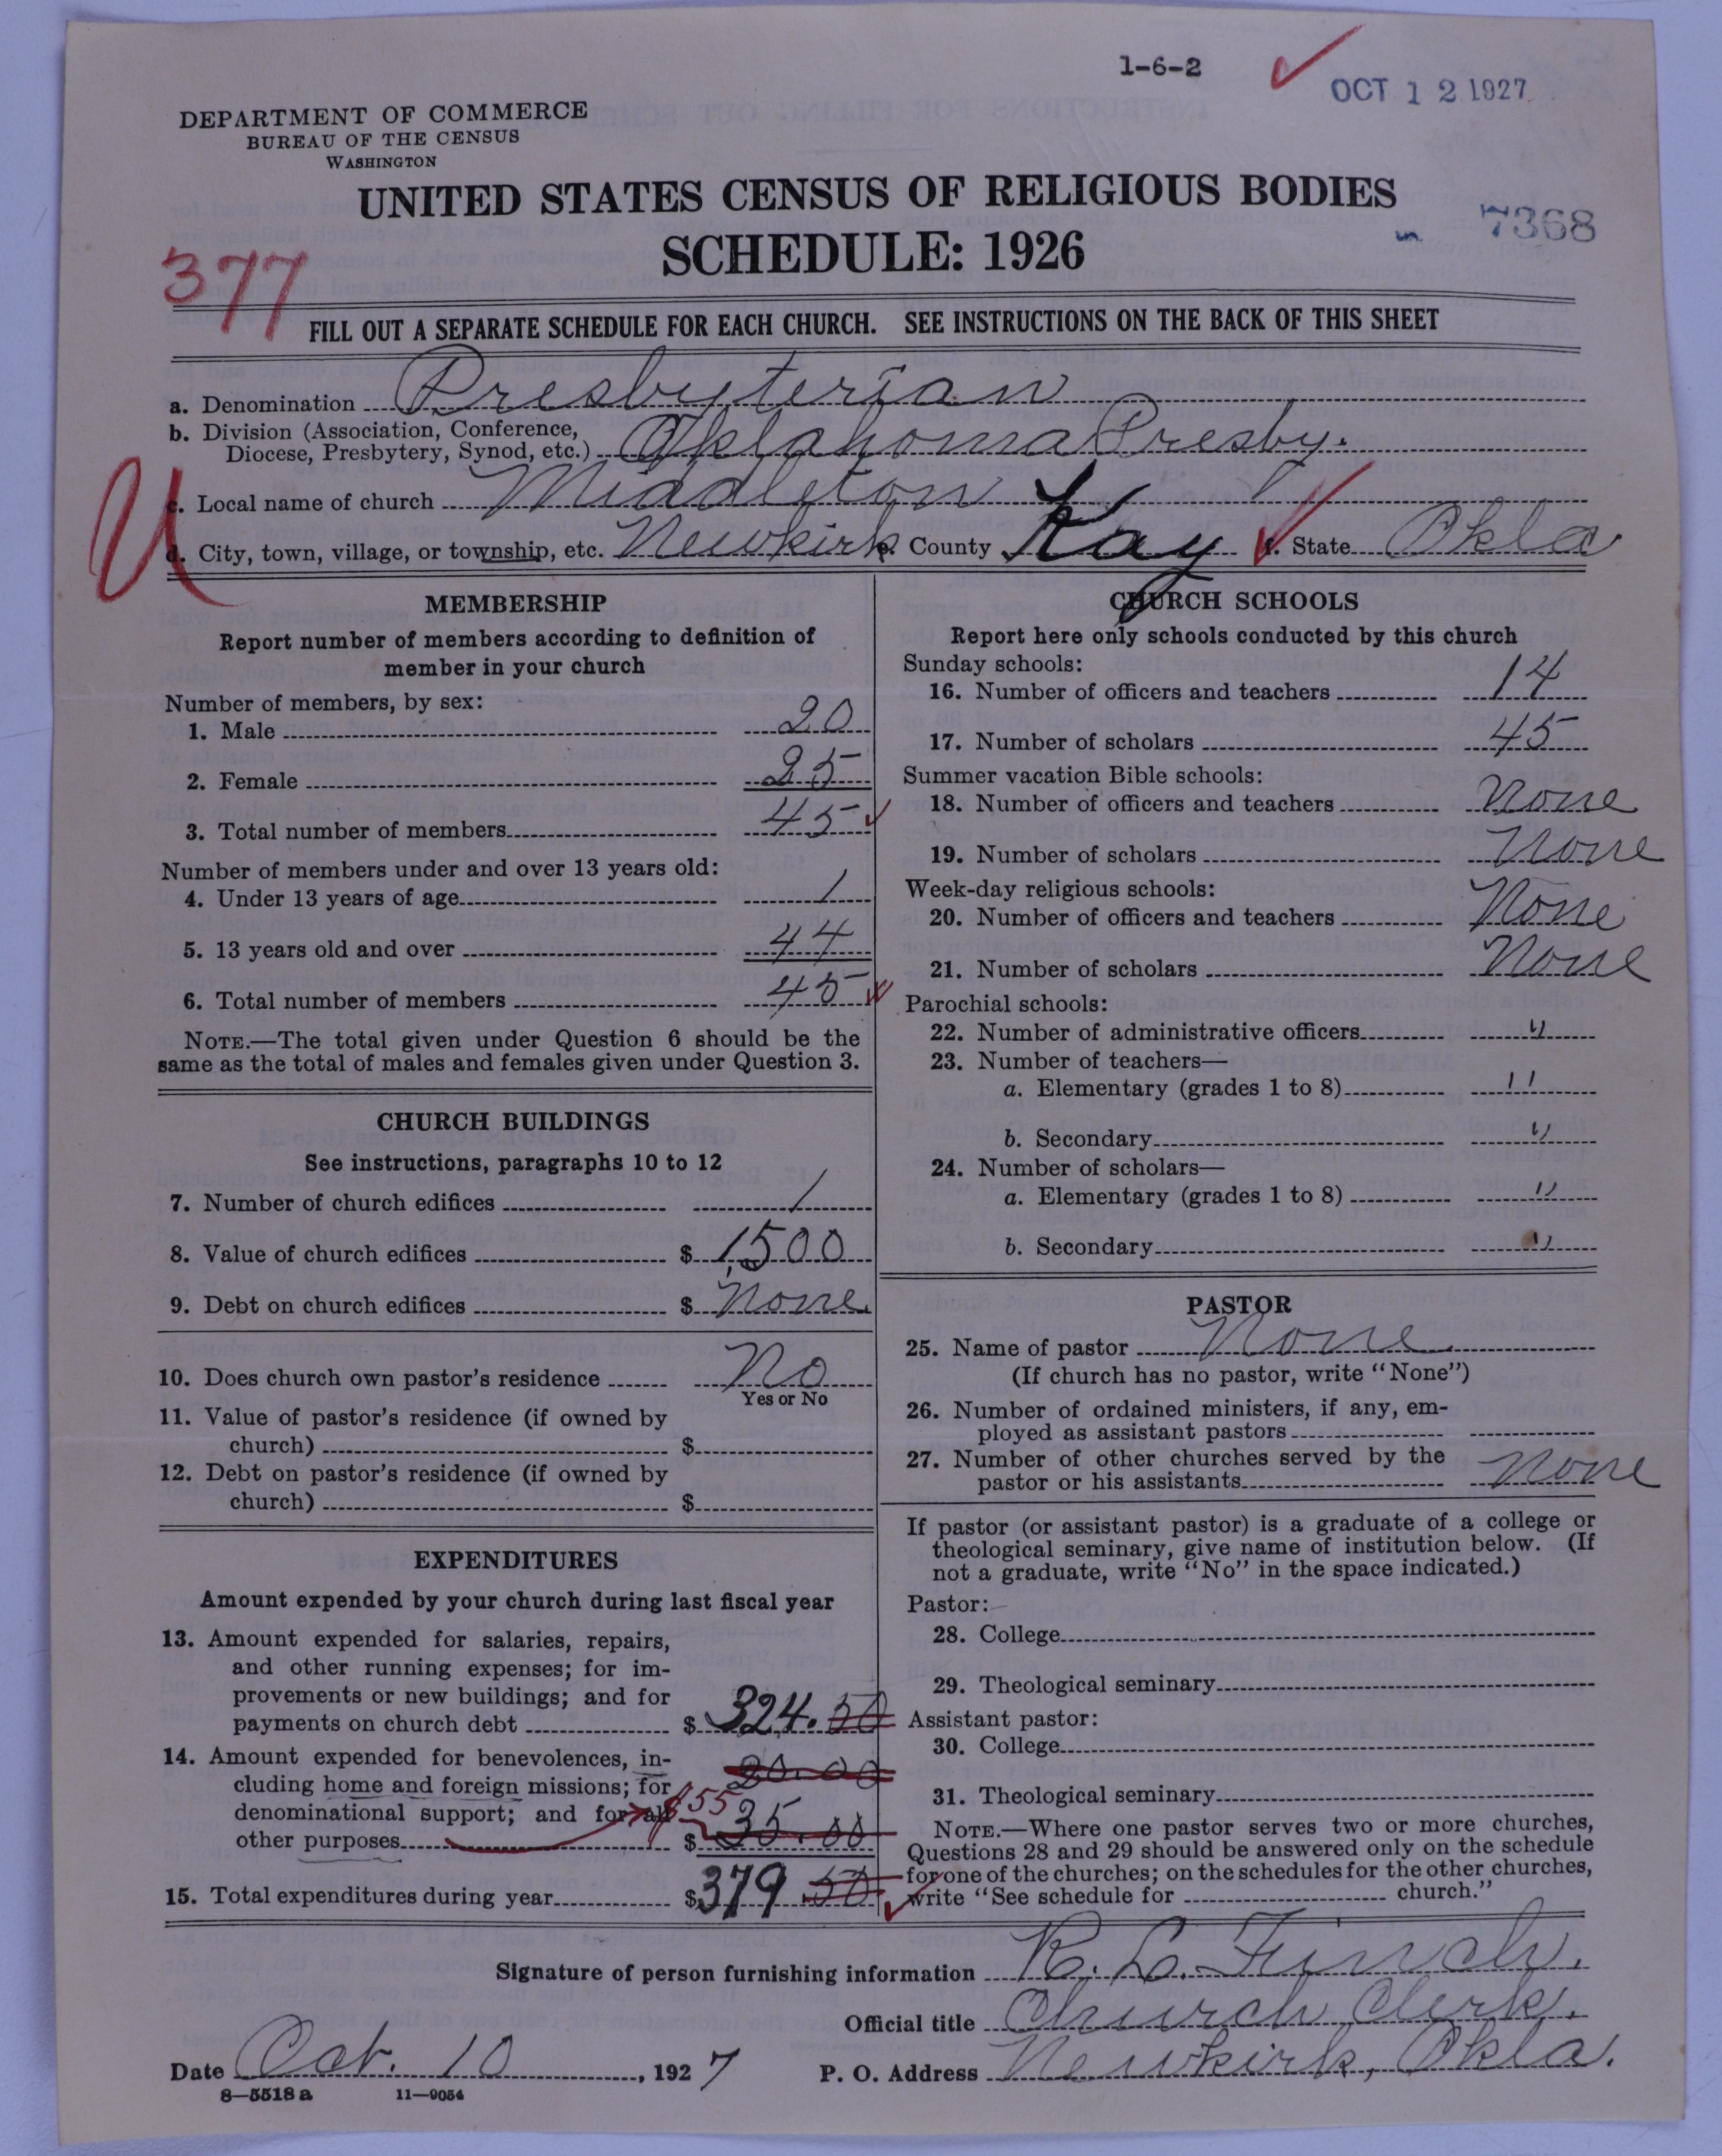 1-6-2
OCT 12 1927
DEPARTMENT OF COMMERCE
BUREAU OF THE CENSUS
WASHINGTON
UNITED STATES CENSUS OF RELIGIOUS BODIES
SCHEDULE: 1926
7368
377
FILL OUT A SEPARATE SCHEDULE FOR EACH CHURCH. SEE INSTRUCTIONS ON THE BACK OF THIS SHEET
a. Denomination Presbyterian
b. Division (Association, Conference,
Diocese, Presbytery, Synod, etc.) Oklahoma Presby.
U
c. Local name of church Middleton
d. City, town, village, or township, etc. Newkirk e. County Kay f. State Okla
MEMBERSHIP
Report number of members according to definition of
member in your church
Number of members, by sex:
1. Male 20
2. Female 25
3. Total number of members 45
Number of members under and over 13 years old:
4. Under 13 years of age 1
5. 13 years old and over 44
6. Total number of members 45
NOTE.—The total given under Question 6 should be the
same as the total of males and females given under Question 3.
CHURCH BUILDINGS
See instructions, paragraphs 10 to 12
7. Number of church edifices 1
8. Value of church edifices $ 1,500
9. Debt on church edifices $ None
10. Does church own pastor's residence No
Yes or No
11. Value of pastor's residence (if owned by
church) $
12. Debt on pastor's residence (if owned by
church) $
EXPENDITURES
Amount expended by your church during last fiscal year
13. Amount expended for salaries, repairs,
and other running expenses; for im-
provements or new buildings; and for
payments on church debt $ 324.50
14. Amount expended for benevolences, in-
20.00
cluding home and foreign missions; for
denominational support; and for all
$55
other purposes $ 35.00
15. Total expenditures during year $ 379.50
CHURCH SCHOOLS
Report here only schools conducted by this church
Sunday schools:
16. Number of officers and teachers 14
17. Number of scholars 45
Summer vacation Bible schools:
18. Number of officers and teachers None
19. Number of scholars None
Week-day religious schools:
20. Number of officers and teachers None
21. Number of scholars None
Parochial schools:
22. Number of administrative officers "
23. Number of teachers—
a. Elementary (grades 1 to 8) "
b. Secondary "
24. Number of scholars—
a. Elementary (grades 1 to 8) "
b. Secondary "
PASTOR
25. Name of pastor None
(If church has no pastor, write "None")
26. Number of ordained ministers, if any, em-
ployed as assistant pastors
27. Number of other churches served by the
pastor or his assistants None
If pastor (or assistant pastor) is a graduate of a college or
theological seminary, give name of institution below. (If
not a graduate, write "No" in the space indicated.)
Pastor:
28. College
29. Theological seminary
Assistant pastor:
30. College
31. Theological seminary
NOTE.—Where one pastor serves two or more churches,
Questions 28 and 29 should be answered only on the schedule
for one of the churches; on the schedules for the other churches,
write "See schedule for church."
Signature of person furnishing information R. L. Finch.
Official title Church Clerk.
Date Oct. 10, 1927 P. O. Address Newkirk, Okla.
8—5518 a 11—9054